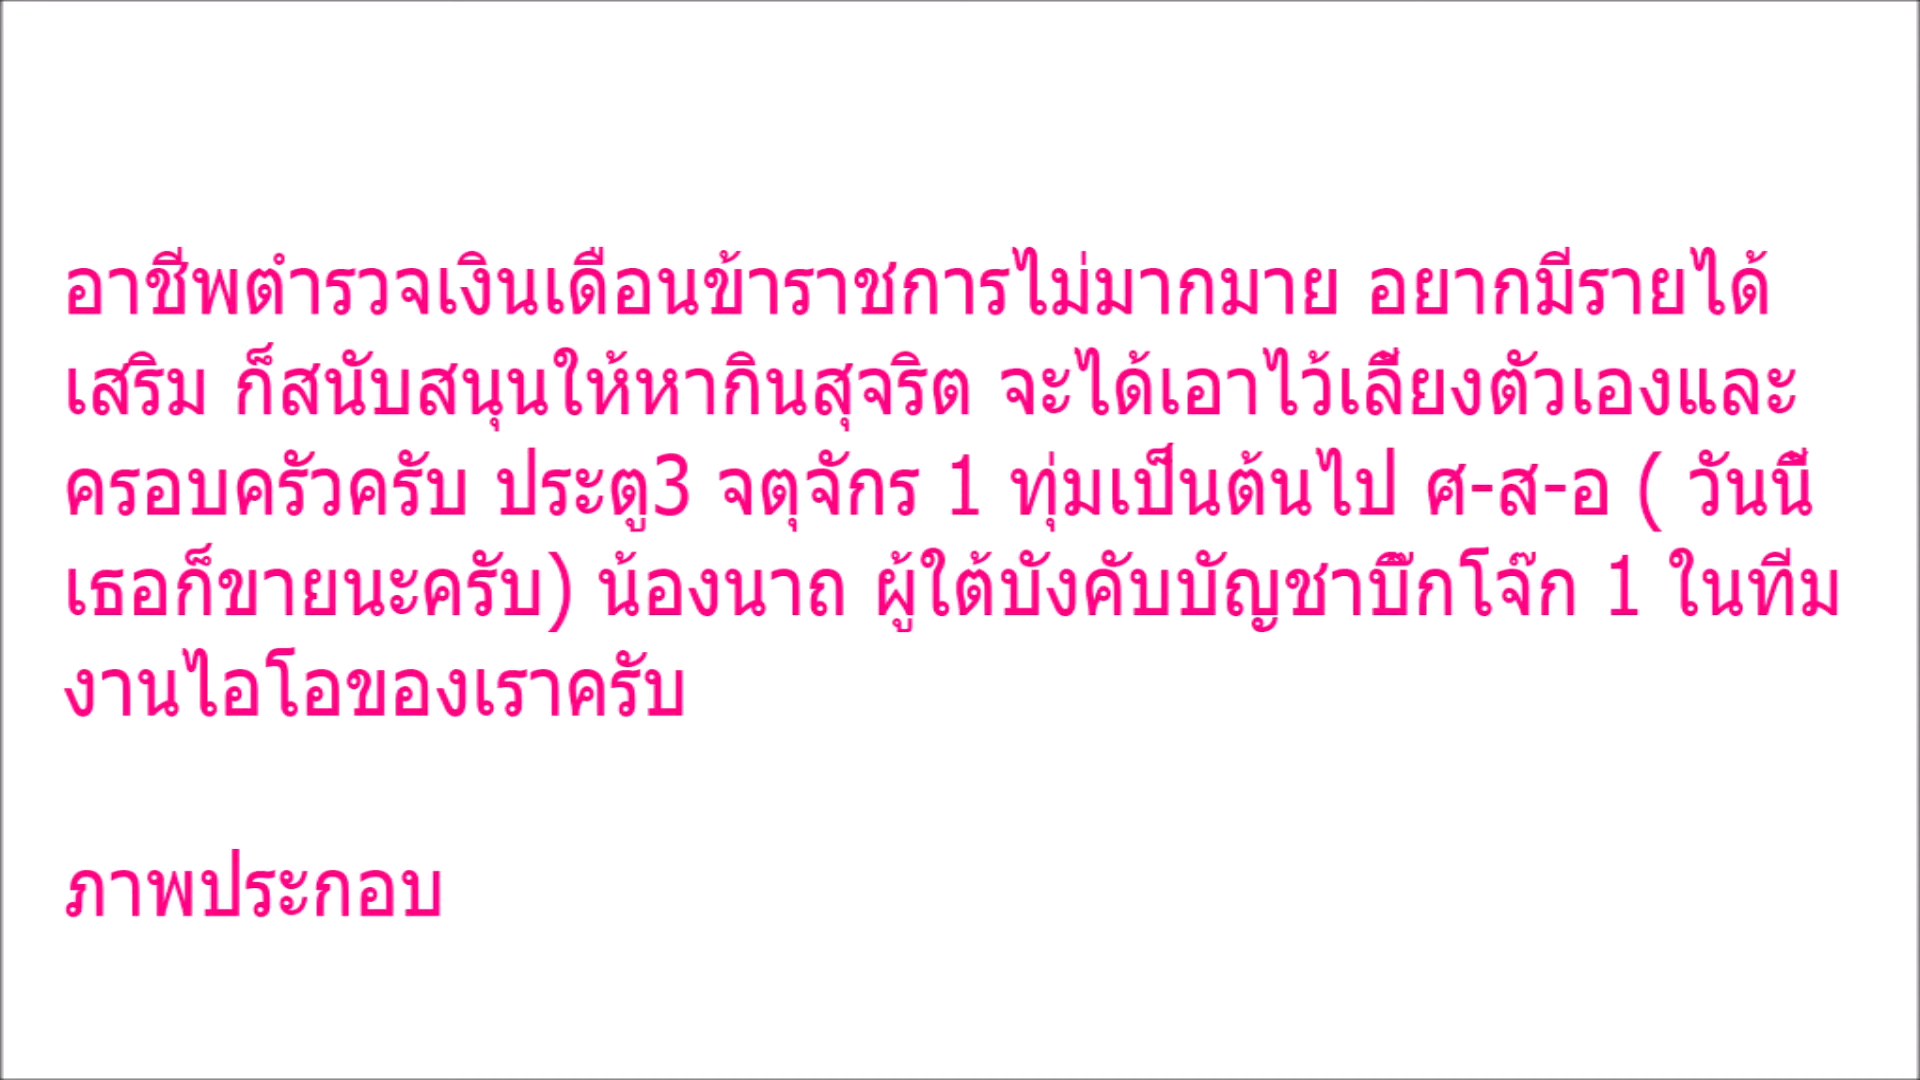 อาชีพตำรวจเงินเดือนข้าราชการไม่มากมาย อยากมีรายได้
เสริม ก็สนับสนุนให้หากินสุจริต จะได้เอาไว้เลี้ยงตัวเองและ
ครอบครัวครับ ประตู3 จตุจักร 1 ทุ่มเป็นต้นไป ศ-ส-อ ( วันนี้
เธอก็ขายนะครับ) น้องนาถ ผู้ใต้บังคับบัญชาบิ๊กโจ๊ก 1 ในทีม
งานไอโอของเราครับ
ภาพประกอบ